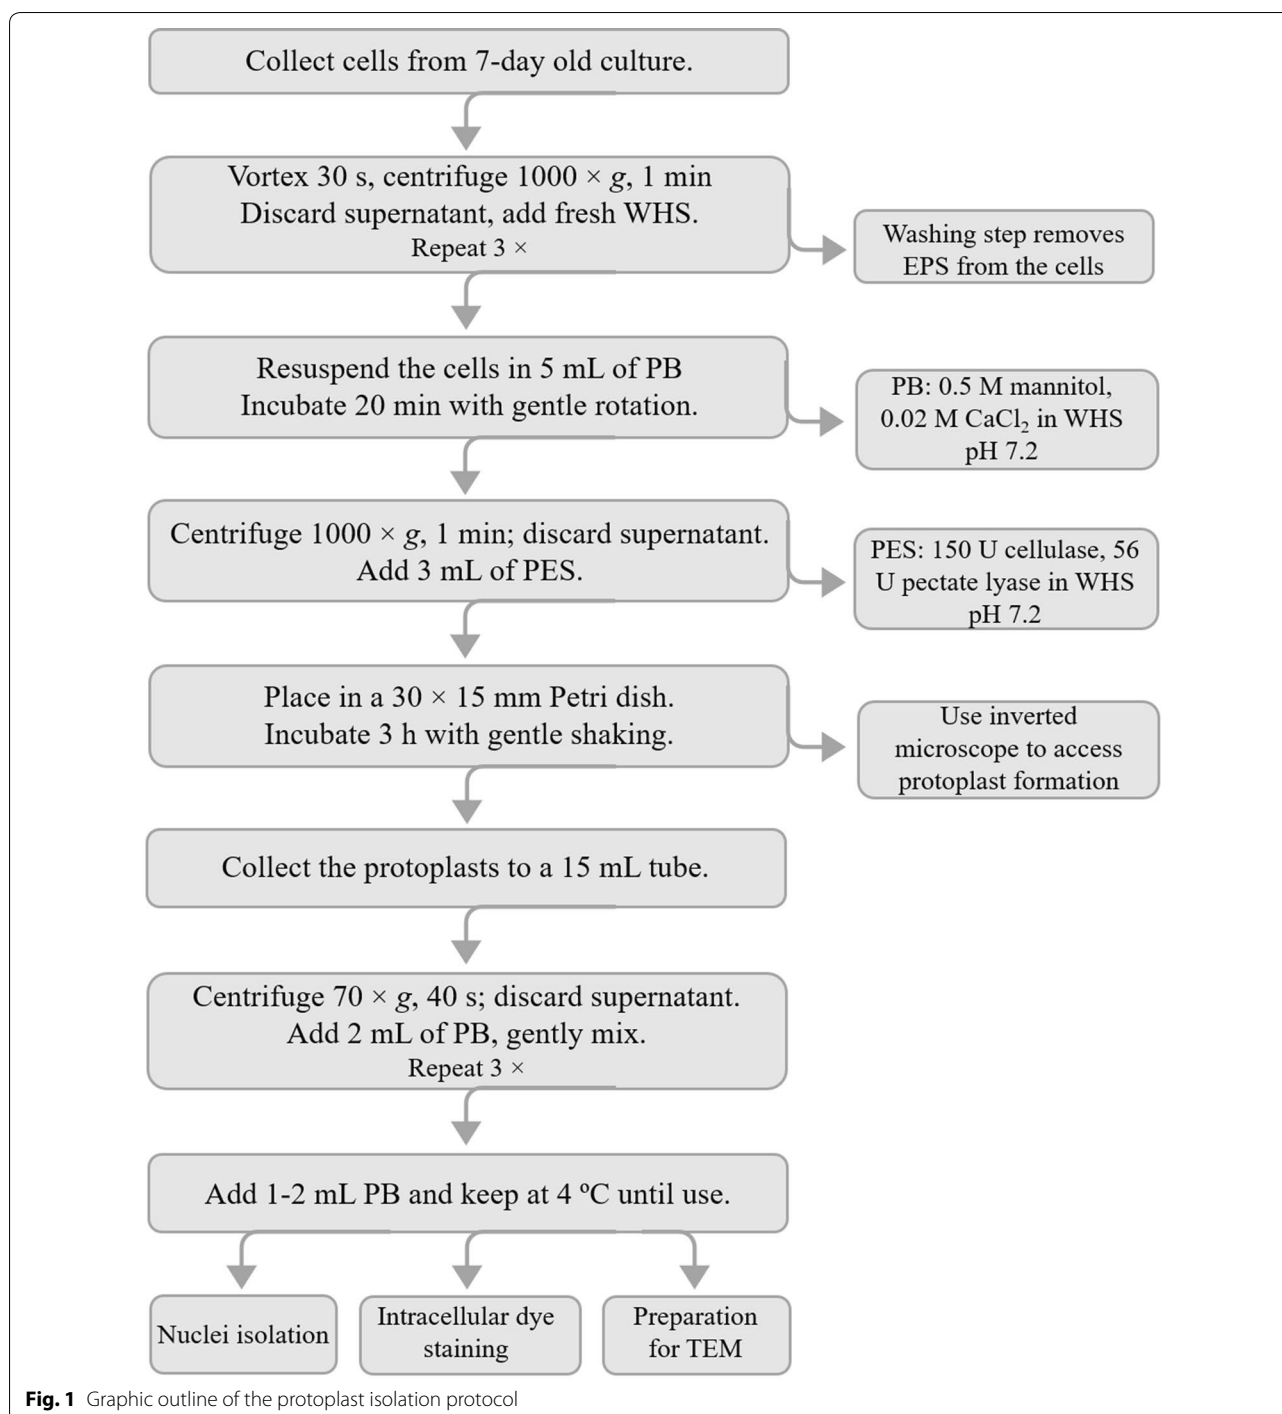 Collect cells from 7-day old culture.
Vortex 30 s, centrifuge 1000 × g, 1 min
Discard supernatant, add fresh WHS.
Repeat 3 ×
Washing step removes
EPS from the cells
Resuspend the cells in 5 mL of PB
Incubate 20 min with gentle rotation.
PB: 0.5 M mannitol,
0.02 M CaCl₂ in WHS
pH 7.2
Centrifuge 1000 × g, 1 min; discard supernatant.
Add 3 mL of PES.
PES: 150 U cellulase, 56
U pectate lyase in WHS
pH 7.2
Place in a 30 × 15 mm Petri dish.
Incubate 3 h with gentle shaking.
Use inverted
microscope to access
protoplast formation
Collect the protoplasts to a 15 mL tube.
Centrifuge 70 × g, 40 s; discard supernatant.
Add 2 mL of PB, gently mix.
Repeat 3 ×
Add 1-2 mL PB and keep at 4 ºC until use.
Nuclei isolation
Intracellular dye
staining
Preparation
for TEM
Fig. 1 Graphic outline of the protoplast isolation protocol